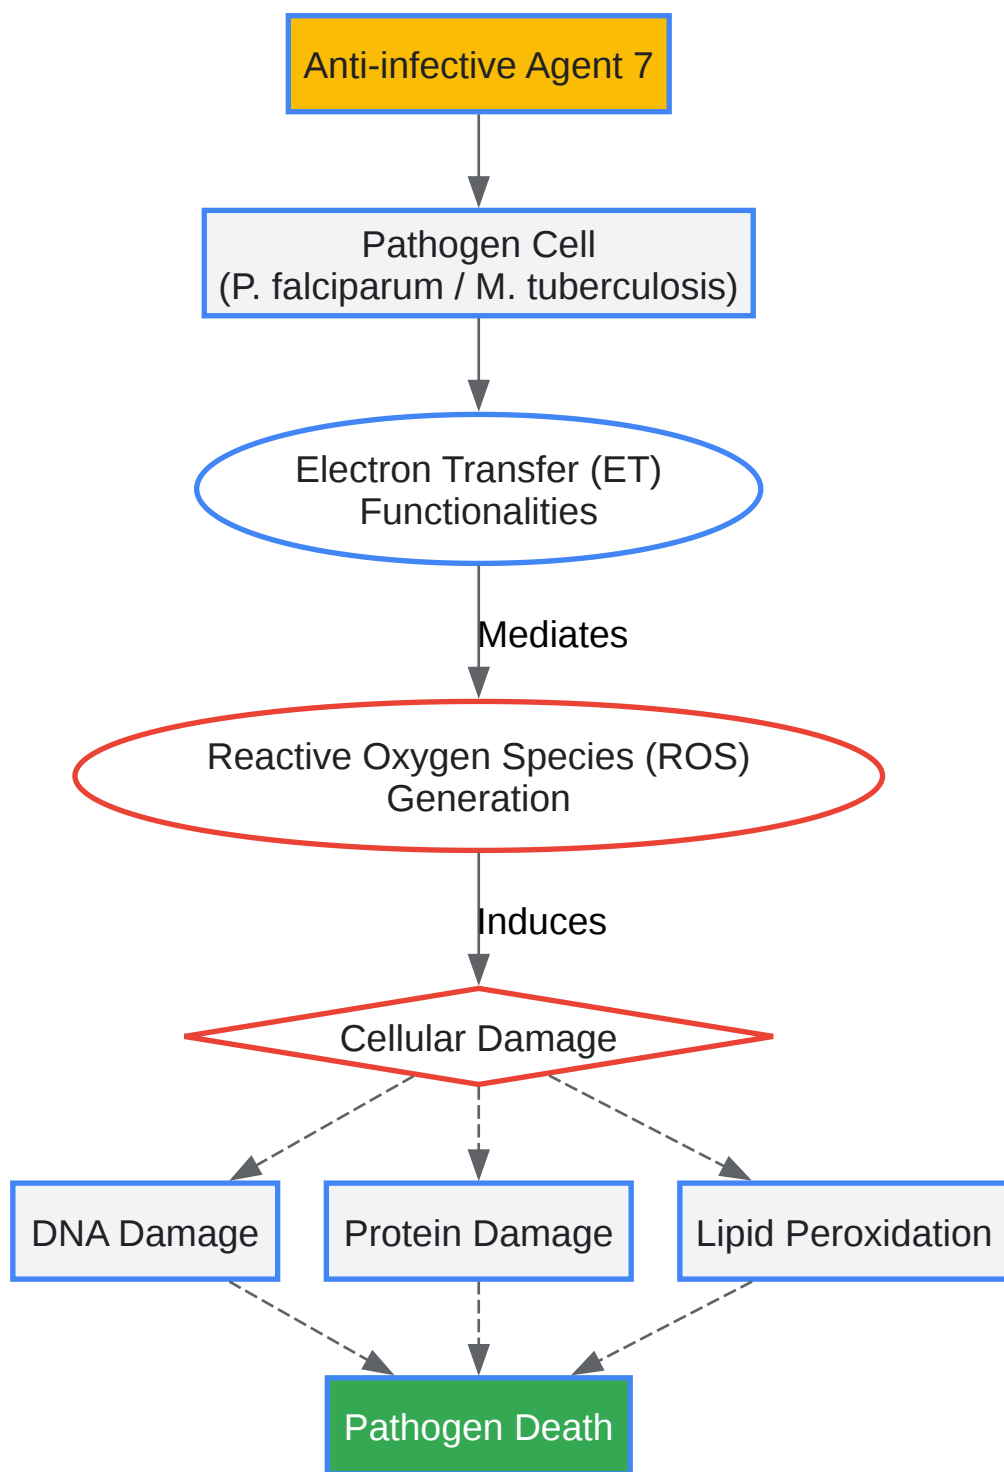 Anti-infective Agent 7
Pathogen Cell
(P. falciparum / M. tuberculosis)
Electron Transfer (ET)
Functionalities
Mediates
Reactive Oxygen Species (ROS)
Generation
Induces
Cellular Damage
DNA Damage
Protein Damage
Lipid Peroxidation
Pathogen Death